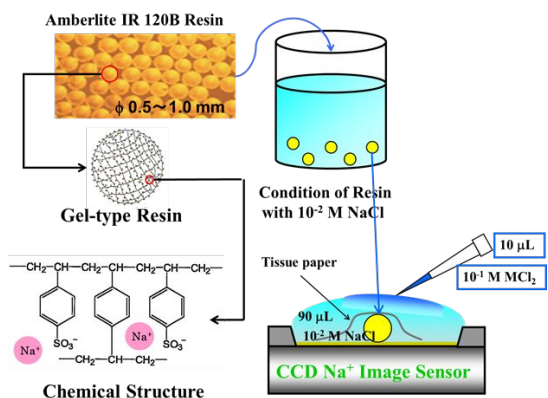 Amberlite IR 120B Resin
ϕ 0.5～1.0 mm
Gel-type Resin
Condition of Resin
with 10⁻² M NaCl
Tissue paper
10 μL
10⁻¹ M MCl₂
90 μL
10⁻² M NaCl
CCD Na⁺ Image Sensor
—CH₂—CH—CH₂—CH—CH₂—CH—CH₂—
SO₃⁻
Na⁺
Na⁺
SO₃⁻
—CH₂—CH—CH₂—
Chemical Structure